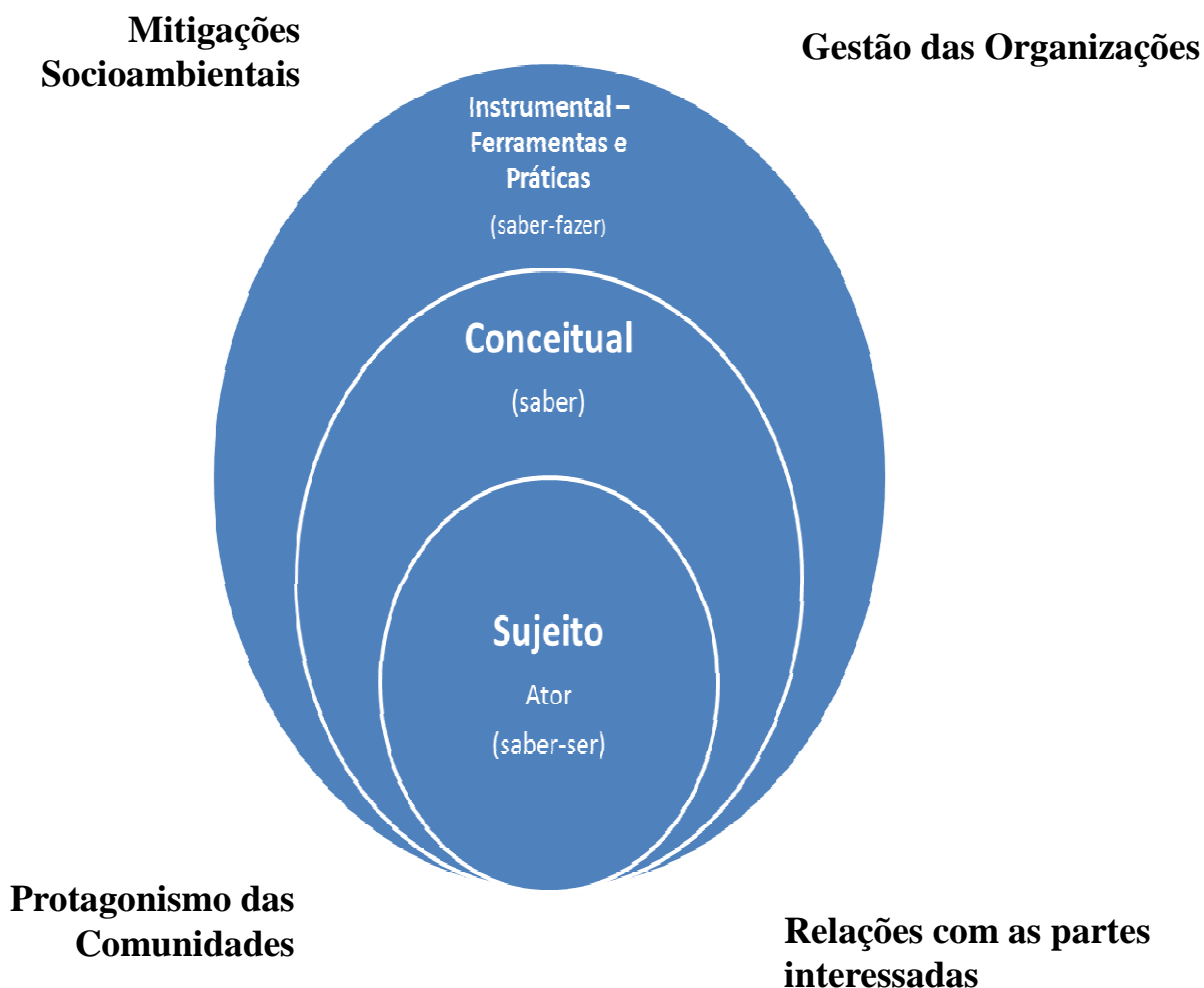 Mitigações
Socioambientais
Gestão das Organizações
Instrumental –
Ferramentas e
Práticas
(saber-fazer)
Conceitual
(saber)
Sujeito
Ator
(saber-ser)
Protagonismo das
Comunidades
Relações com as partes
interessadas